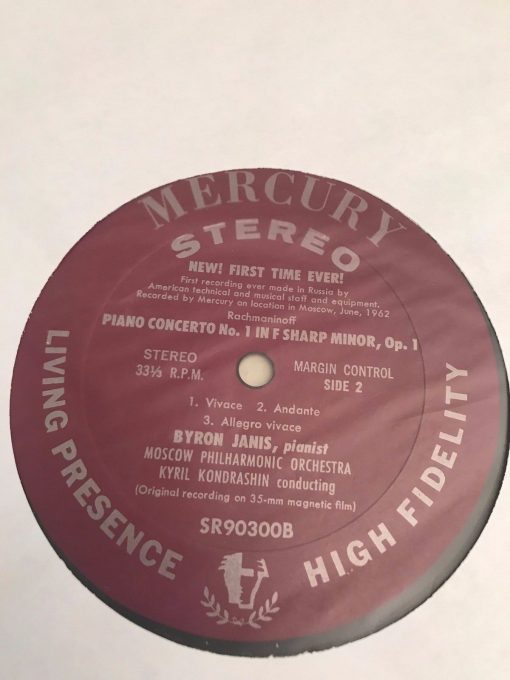 MERCURY
STEREO
NEW! FIRST TIME EVER!
First recording ever made in Russia by
American technical and musical staff and equipment.
Recorded by Mercury on location in Moscow, June, 1962
Rachmaninoff
PIANO CONCERTO No. 1 IN F SHARP MINOR, Op. 1
STEREO
33⅓ R.P.M.
MARGIN CONTROL
SIDE 2
1. Vivace 2. Andante
3. Allegro vivace
BYRON JANIS, pianist
MOSCOW PHILHARMONIC ORCHESTRA
KYRIL KONDRASHIN conducting
(Original recording on 35-mm magnetic film)
SR90300B
LIVING PRESENCE
HIGH FIDELITY